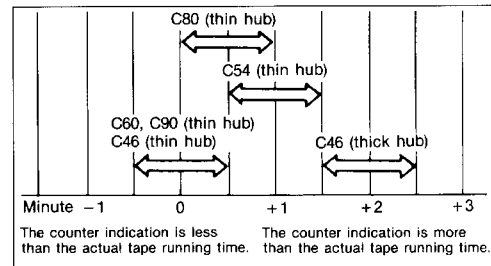 C80 (thin hub)
C54 (thin hub)
C60, C90 (thin hub)
C46 (thin hub)
C46 (thick hub)
Minute -1 0 +1 +2 +3
The counter indication is less
than the actual tape running time.
The counter indication is more
than the actual tape running time.